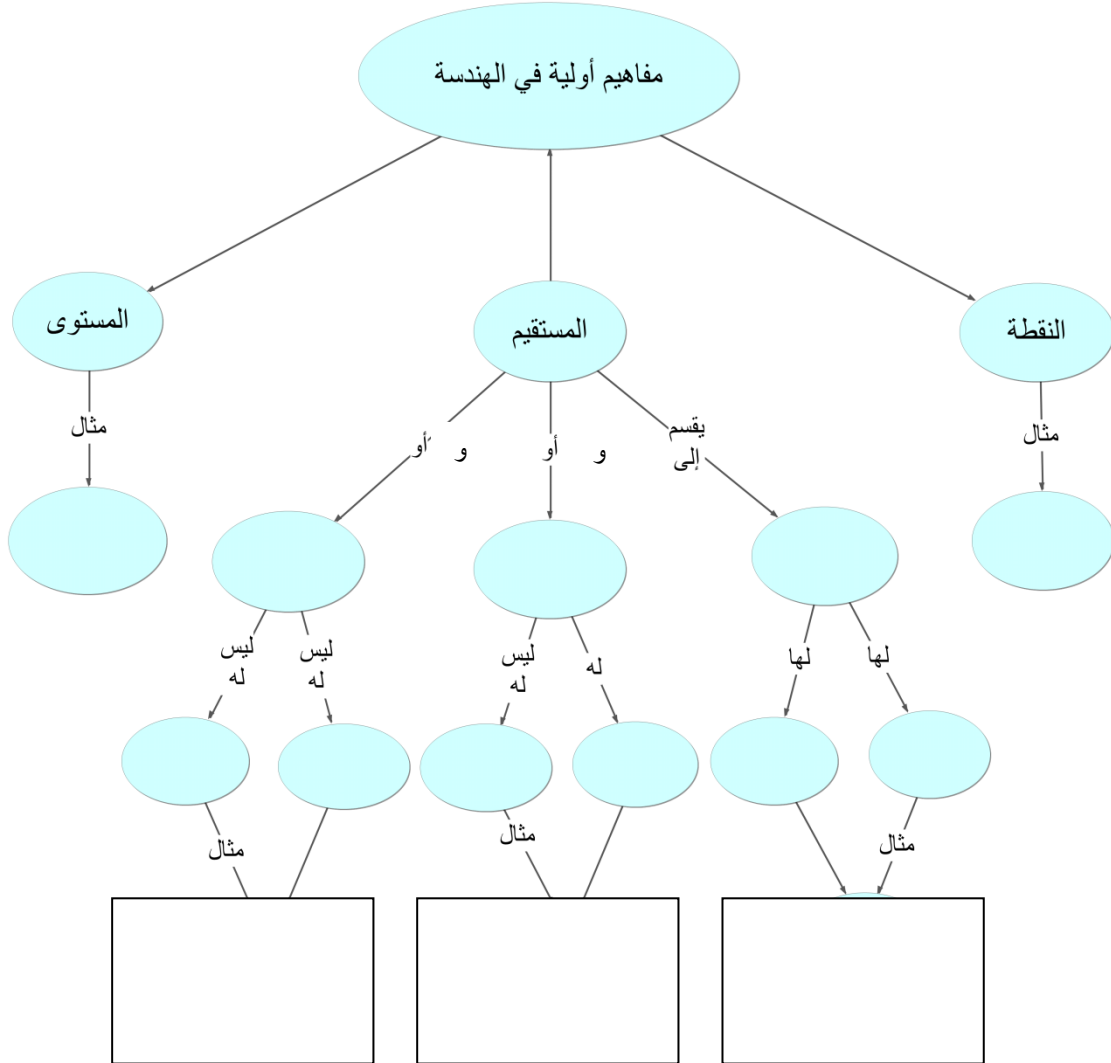 مفاهيم أولية في الهندسة
النقطة
المستقيم
المستوى
مثال
يقسم
إلى
و
أو
و
أو
مثال
لها
لها
له
ليس
له
ليس
له
ليس
له
مثال
مثال
مثال